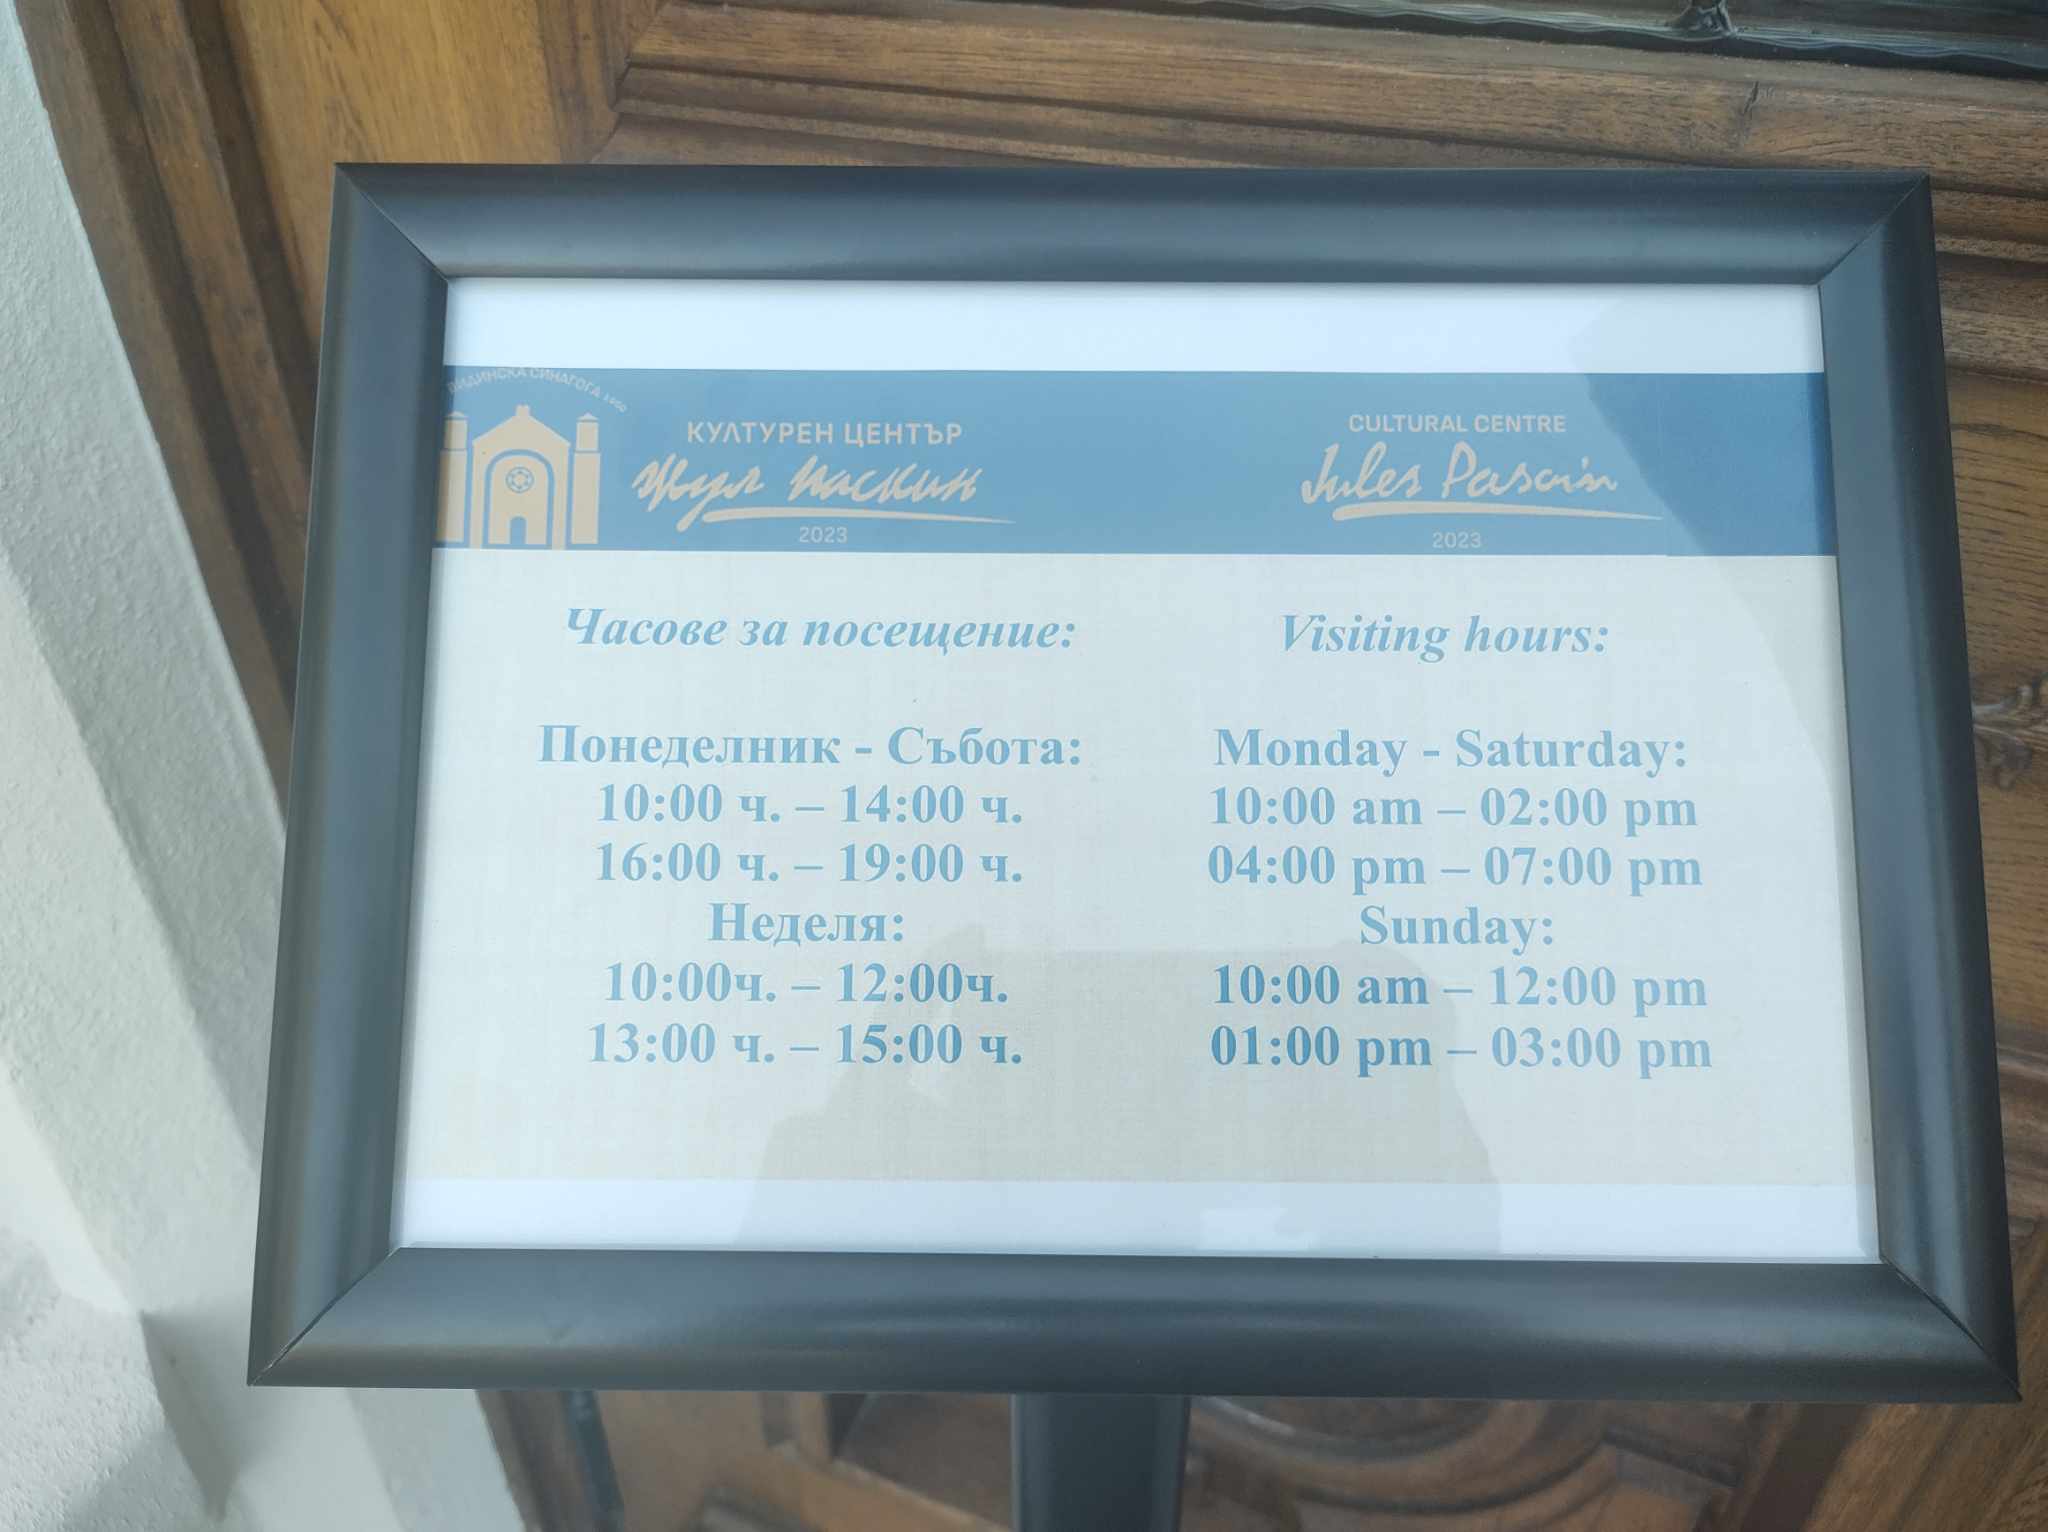 ВИДИНСКА СИНАГОГА
КУЛТУРЕН ЦЕНТЪР
Жул Паскин
2023
CULTURAL CENTRE
Jules Pascin
2023
Часове за посещение:
Понеделник - Събота:
10:00 ч. – 14:00 ч.
16:00 ч. – 19:00 ч.
Неделя:
10:00ч. – 12:00ч.
13:00 ч. – 15:00 ч.
Visiting hours:
Monday - Saturday:
10:00 am – 02:00 pm
04:00 pm – 07:00 pm
Sunday:
10:00 am – 12:00 pm
01:00 pm – 03:00 pm